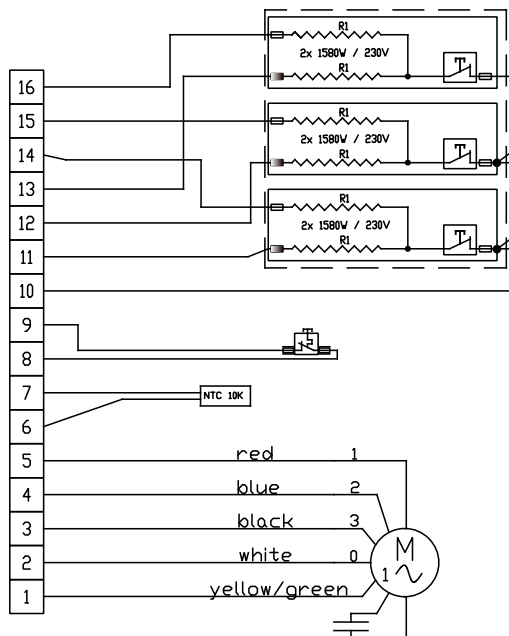 R1
2x 1580W / 230V
R1
16
15
R1
2x 1580W / 230V
R1
14
13
R1
12
2x 1580W / 230V
R1
11
10
9
8
7
NTC 10K
6
5 red 1
4 blue 2
3 black 3
2 white 0
1 yellow/green
M
1